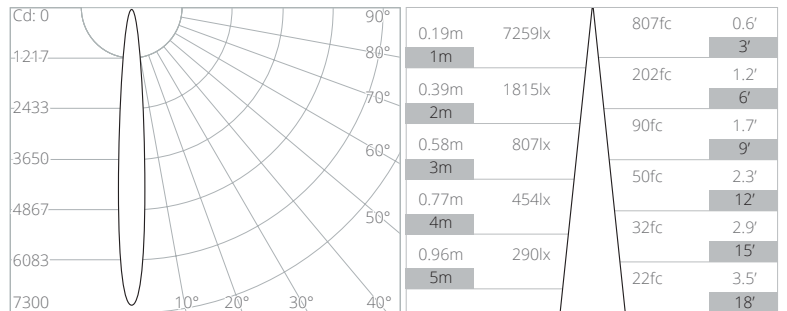 Cd: 0
1217
2433
3650
4867
6083
7300
90°
80°
70°
60°
50°
10°
20°
30°
40°
0.19m 7259lx
1m
0.39m 1815lx
2m
0.58m 807lx
3m
0.77m 454lx
4m
0.96m 290lx
5m
807fc 0.6'
3'
202fc 1.2'
6'
90fc 1.7'
9'
50fc 2.3'
12'
32fc 2.9'
15'
22fc 3.5'
18'